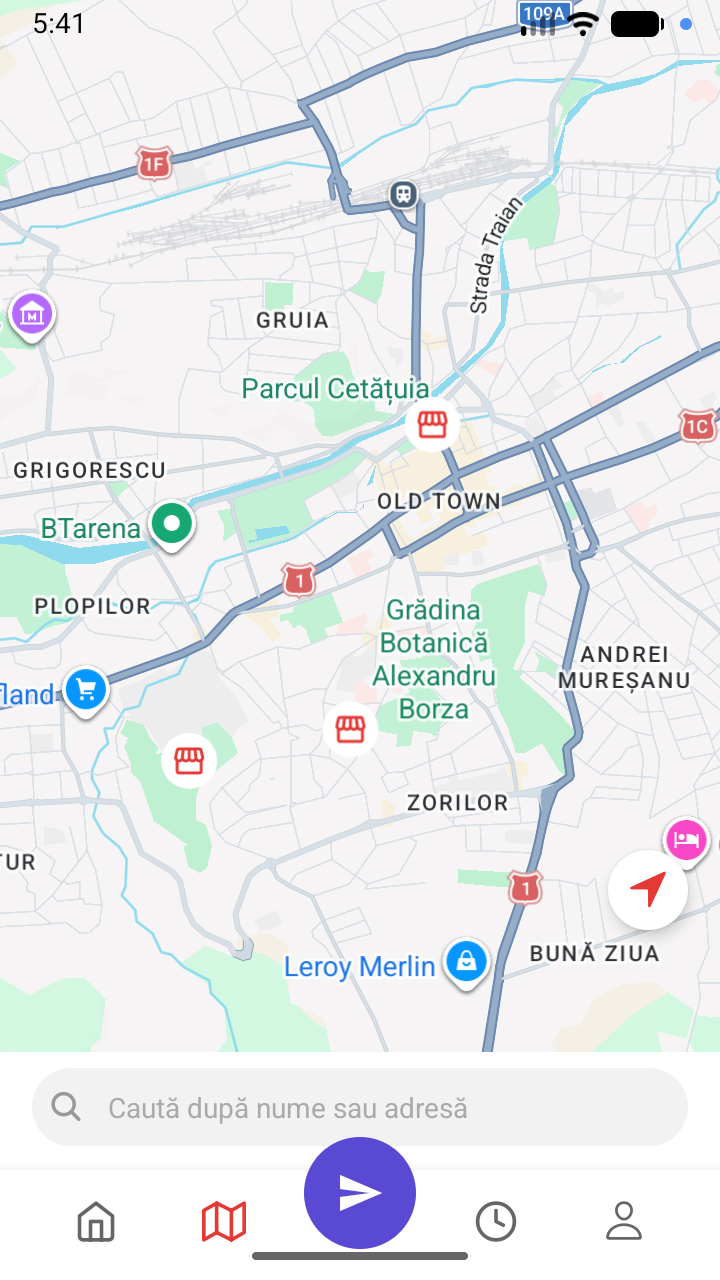 5:41
109A
1F
Strada Traian
GRUIA
Parcul Cetățuia
1C
GRIGORESCU
OLD TOWN
BTarena
1
PLOPILOR
Grădina
Botanică
Alexandru
Borza
ANDREI
MUREȘANU
fland
ZORILOR
TUR
1
BUNĂ ZIUA
Leroy Merlin
Caută după nume sau adresă